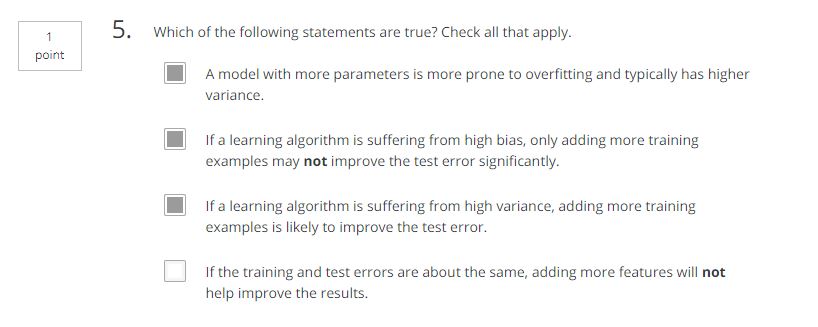 1
point
5. Which of the following statements are true? Check all that apply.
A model with more parameters is more prone to overfitting and typically has higher
variance.
If a learning algorithm is suffering from high bias, only adding more training
examples may not improve the test error significantly.
If a learning algorithm is suffering from high variance, adding more training
examples is likely to improve the test error.
If the training and test errors are about the same, adding more features will not
help improve the results.